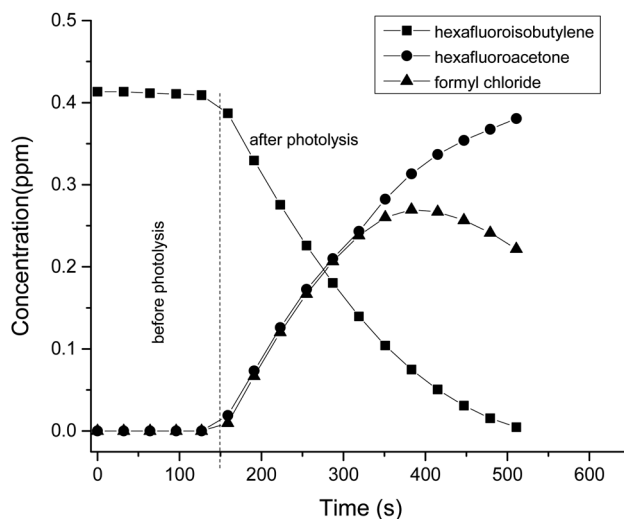 0.5
hexafluoroisobutylene
hexafluoroacetone
formyl chloride
0.4
after photolysis
0.3
Concentration(ppm)
before photolysis
0.2
0.1
0.0
0 100 200 300 400 500 600
Time (s)